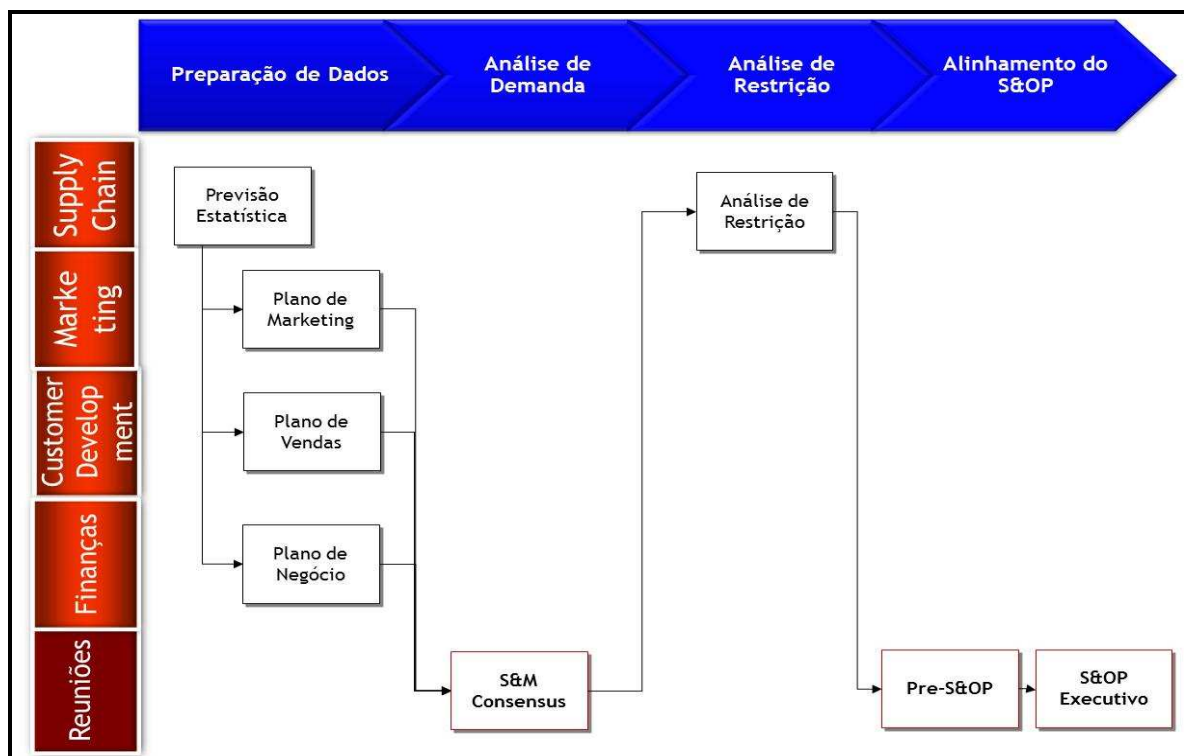 Preparação de Dados
Análise de
Demanda
Análise de
Restrição
Alinhamento do
S&OP
Supply
Chain
Previsão
Estatística
Análise de
Restrição
Marke
ting
Plano de
Marketing
Customer
Develop
ment
Plano de
Vendas
Finanças
Plano de
Negócio
Reuniões
S&M
Consensus
Pre-S&OP
S&OP
Executivo